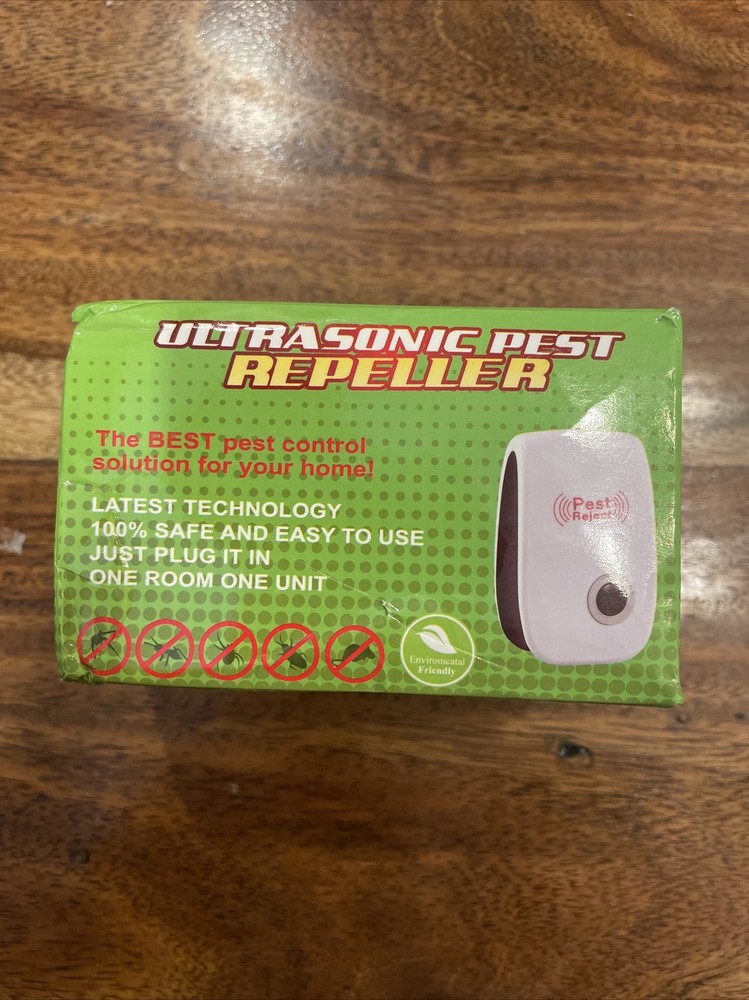 ULTRASONIC PEST
REPELLER
The BEST pest control
solution for your home!
LATEST TECHNOLOGY
100% SAFE AND EASY TO USE
JUST PLUG IT IN
ONE ROOM ONE UNIT
Pest
Reject
Enviromcatal
Friendly